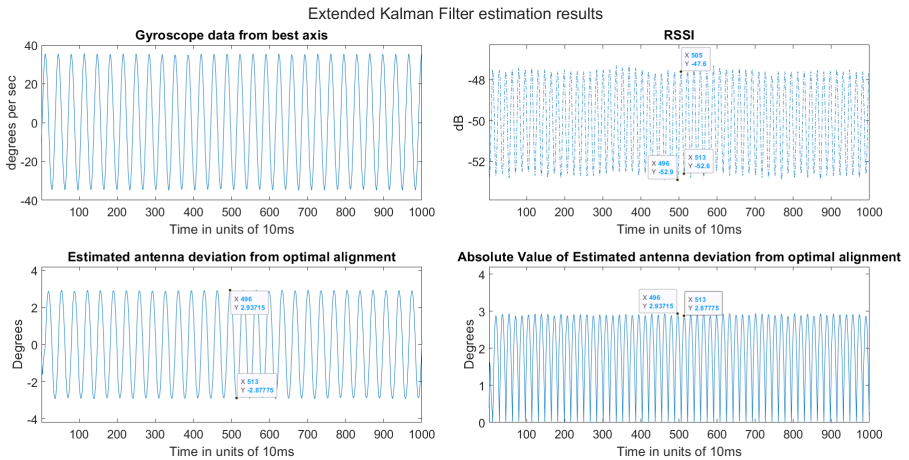 Extended Kalman Filter estimation results
Gyroscope data from best axis
degrees per sec
40
20
0
-20
-40
100 200 300 400 500 600 700 800 900 1000
Time in units of 10ms
RSSI
dB
-48
-50
-52
X 505
Y -47.6
X 496
Y -52.9
X 513
Y -52.6
100 200 300 400 500 600 700 800 900 1000
Time in units of 10ms
Estimated antenna deviation from optimal alignment
Degrees
4
2
0
-2
-4
X 496
Y 2.93715
X 513
Y -2.87775
100 200 300 400 500 600 700 800 900 1000
Time in units of 10ms
Absolute Value of Estimated antenna deviation from optimal alignment
Degrees
4
3
2
1
0
X 496
Y 2.93715
X 513
Y 2.87775
100 200 300 400 500 600 700 800 900 1000
Time in units of 10ms